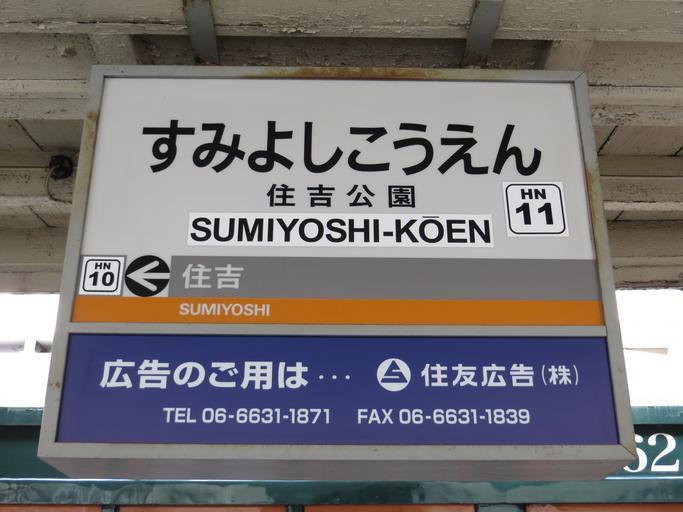 すみよしこうえん
住吉公園
SUMIYOSHI-KŌEN
HN
11
HN
10
住吉
SUMIYOSHI
広告のご用は… 住友広告(株)
TEL 06-6631-1871 FAX 06-6631-1839
62